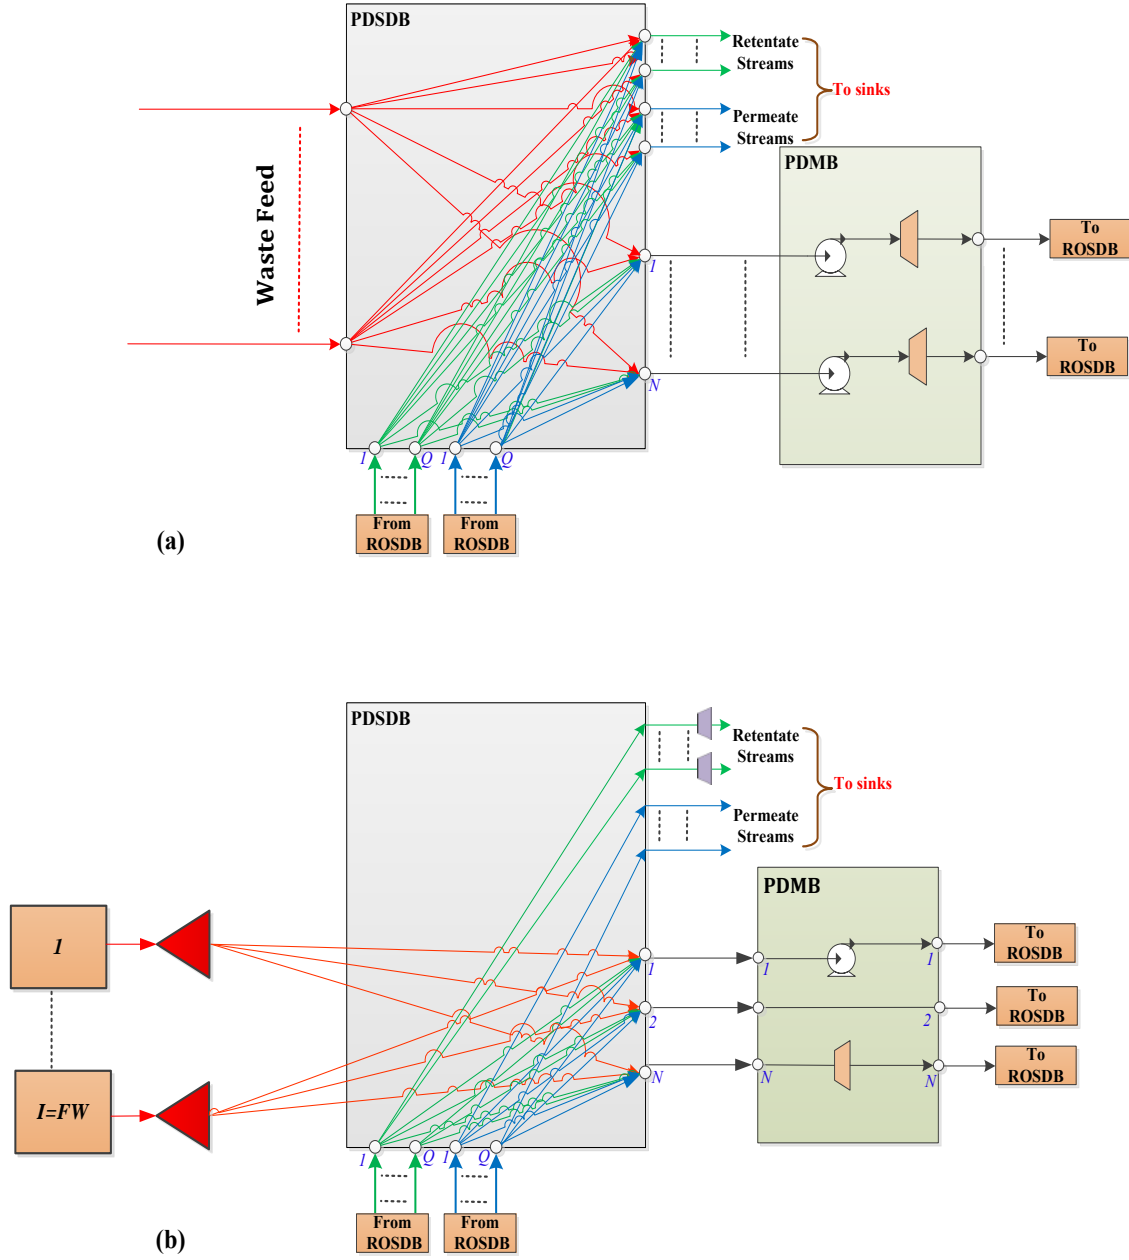 PDSDB
Retentate
Streams
To sinks
Permeate
Streams
PDMB
Waste Feed
To
ROSDB
1
To
ROSDB
N
1
Q
1
Q
From
ROSDB
From
ROSDB
(a)
PDSDB
Retentate
Streams
To sinks
Permeate
Streams
PDMB
1
To
ROSDB
1
1
1
To
ROSDB
2
2
To
ROSDB
N
N
N
I=FW
1
Q
1
Q
From
ROSDB
From
ROSDB
(b)